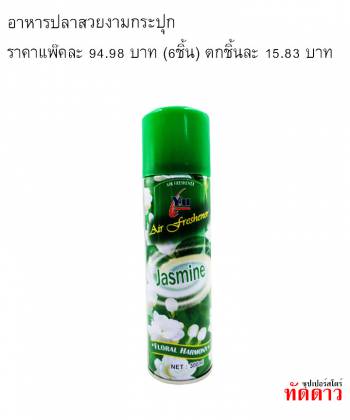 อาหารปลาสวยงามกระปุก
ราคาแพ๊คละ 94.98 บาท (6ชิ้น) ตกชิ้นละ 15.83 บาท
AIR FRESHENER
Air Freshener
Jasmine
FLORAL HARMONY
NET : 300ml
ซุปเปอร์สโตร์
ทัดดาว